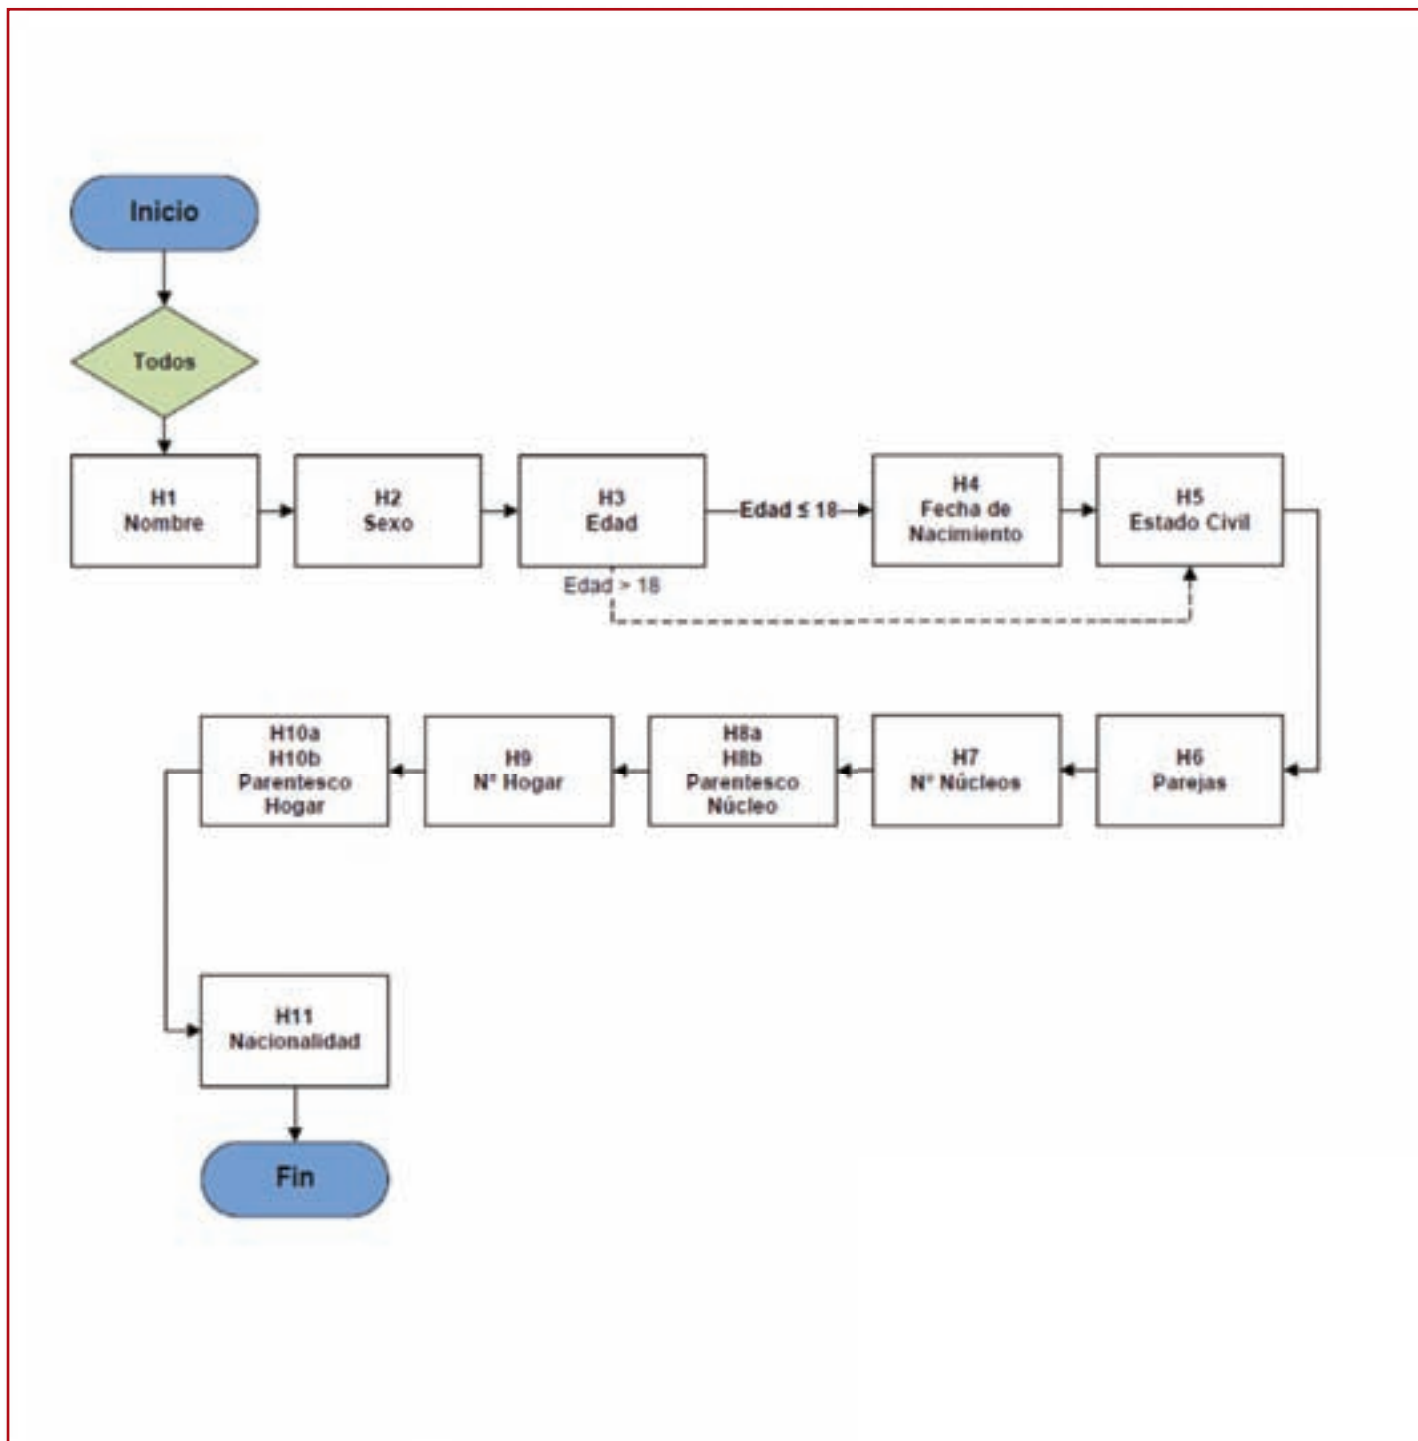 Inicio
Todos
H1
Nombre
H2
Sexo
H3
Edad
Edad ≤ 18
H4
Fecha de
Nacimiento
H5
Estado Civil
Edad > 18
H10a
H10b
Parentesco
Hogar
H9
N° Hogar
H8a
H8b
Parentesco
Núcleo
H7
N° Núcleos
H6
Parejas
H11
Nacionalidad
Fin